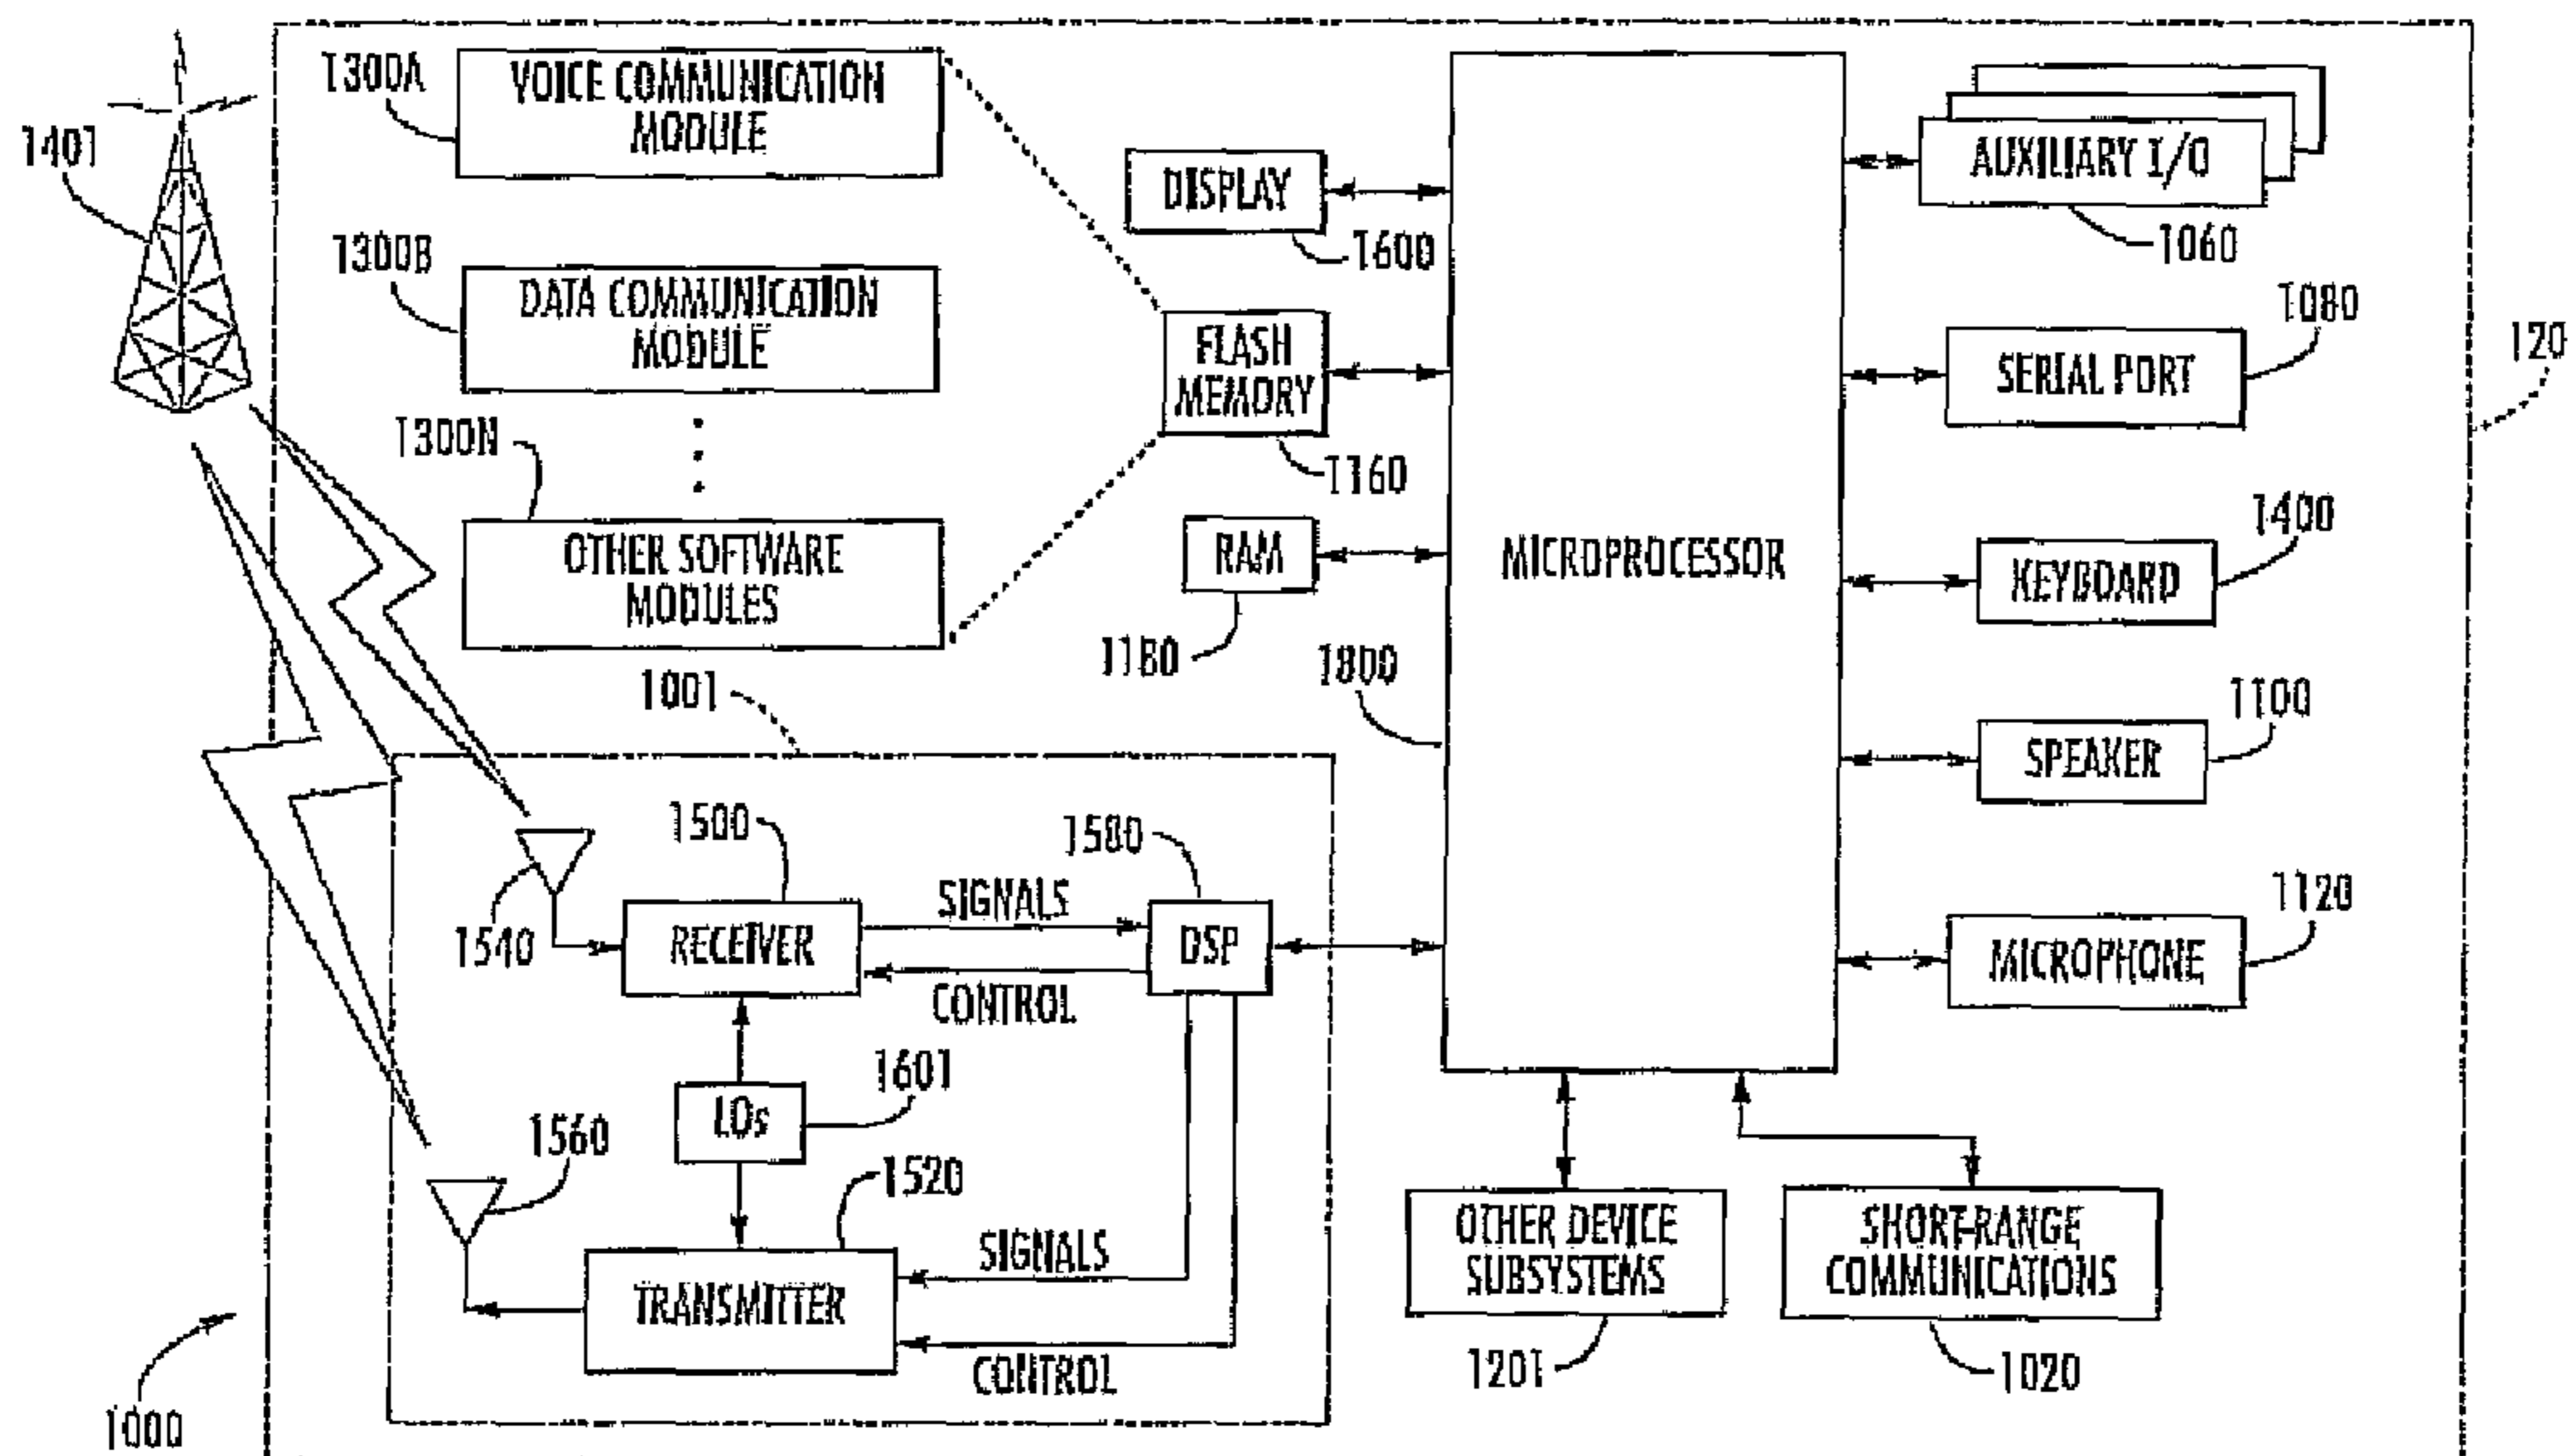 1401
1300A
VOICE COMMUNICATION
MODULE
1300B
DATA COMMUNICATION
MODULE
1300N
OTHER SOFTWARE
MODULES
DISPLAY
1600
FLASH
MEMORY
1160
RAM
1180
MICROPROCESSOR
1800
AUXILIARY I/O
1060
SERIAL PORT
1080
120
KEYBOARD
1400
SPEAKER
1100
MICROPHONE
1120
1001
1540
1500
RECEIVER
SIGNALS
CONTROL
1580
DSP
LOs
1601
1560
1520
TRANSMITTER
SIGNALS
CONTROL
OTHER DEVICE
SUBSYSTEMS
1201
SHORT-RANGE
COMMUNICATIONS
1020
1000